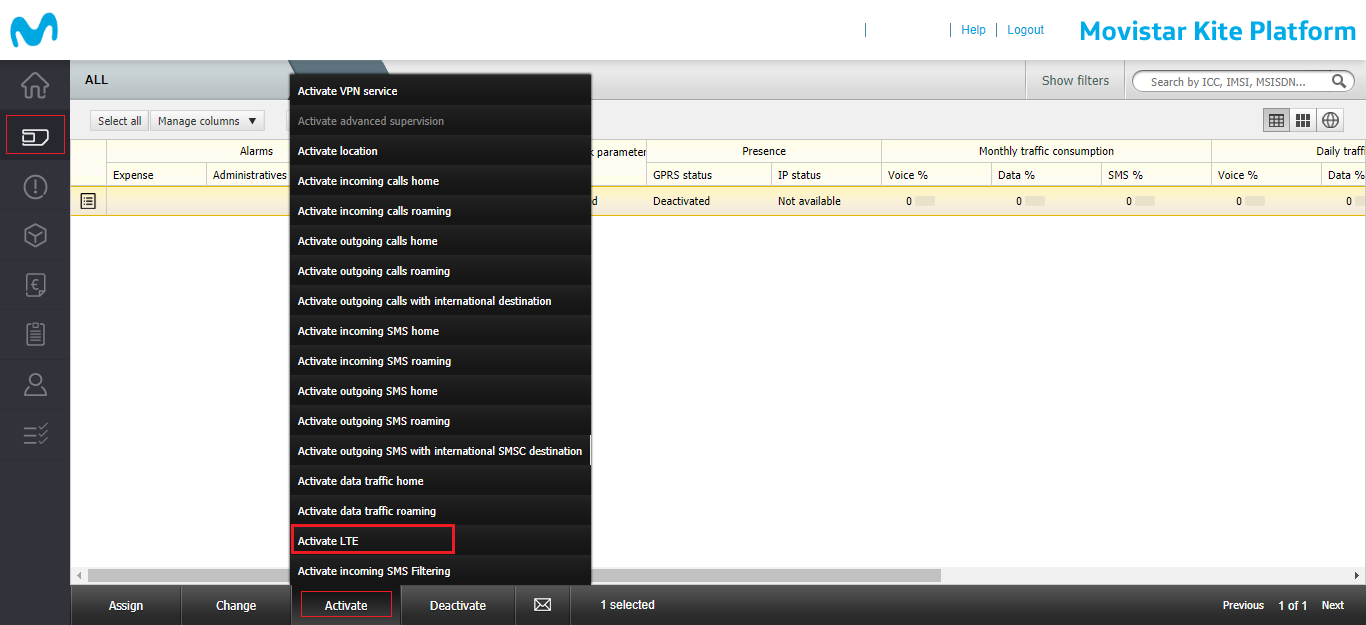 Help
Logout
Movistar Kite Platform
ALL
Show filters
Search by ICC, IMSI, MSISDN...
Select all
Manage columns
Alarms
k parameter
Presence
Monthly traffic consumption
Daily traff
Expense
Administratives
GPRS status
IP status
Voice %
Data %
SMS %
Voice %
Data %
d
Deactivated
Not available
0
0
0
0
0
Activate VPN service
Activate advanced supervision
Activate location
Activate incoming calls home
Activate incoming calls roaming
Activate outgoing calls home
Activate outgoing calls roaming
Activate outgoing calls with international destination
Activate incoming SMS home
Activate incoming SMS roaming
Activate outgoing SMS home
Activate outgoing SMS roaming
Activate outgoing SMS with international SMSC destination
Activate data traffic home
Activate data traffic roaming
Activate LTE
Activate incoming SMS Filtering
Assign
Change
Activate
Deactivate
1 selected
Previous
1 of 1
Next